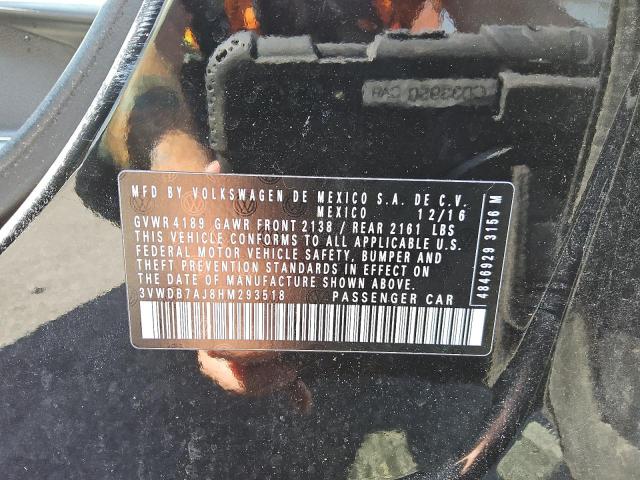 MFD BY VOLKSWAGEN DE MEXICO S.A. DE C.V.
MEXICO 12/16
GVWR 4189 GAWR FRONT 2138 / REAR 2161 LBS
THIS VEHICLE CONFORMS TO ALL APPLICABLE U.S.
FEDERAL MOTOR VEHICLE SAFETY, BUMPER AND
THEFT PREVENTION STANDARDS IN EFFECT ON
THE DATE OF MANUFACTURE SHOWN ABOVE.
3VWDB7AJ8HM293518 PASSENGER CAR
4846929 3156 M